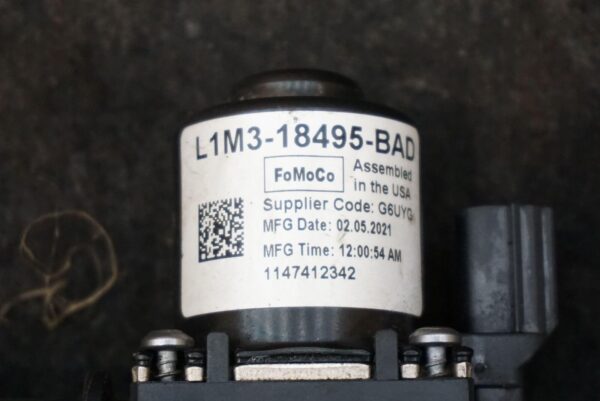 L1M3-18495-BAD
FoMoCo
Assembled
in the USA
Supplier Code: G6UYG
MFG Date: 02.05.2021
MFG Time: 12:00:54 AM
1147412342